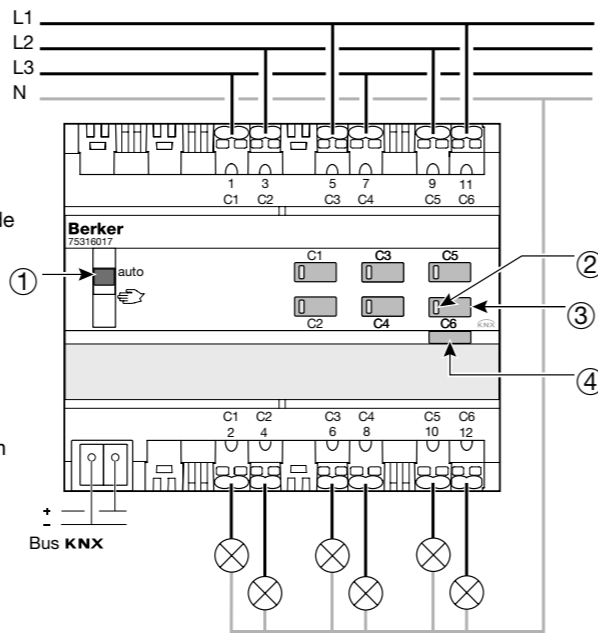 L1
L2
L3
N
1 3 5 7 9 11
C1 C2 C3 C4 C5 C6
le
Berker
75316017
auto
C1 C3 C5
C2 C4 C6
KNX
①
②
③
④
C1 C2 C3 C4 C5 C6
2 4 6 8 10 12
n
+
-
Bus KNX